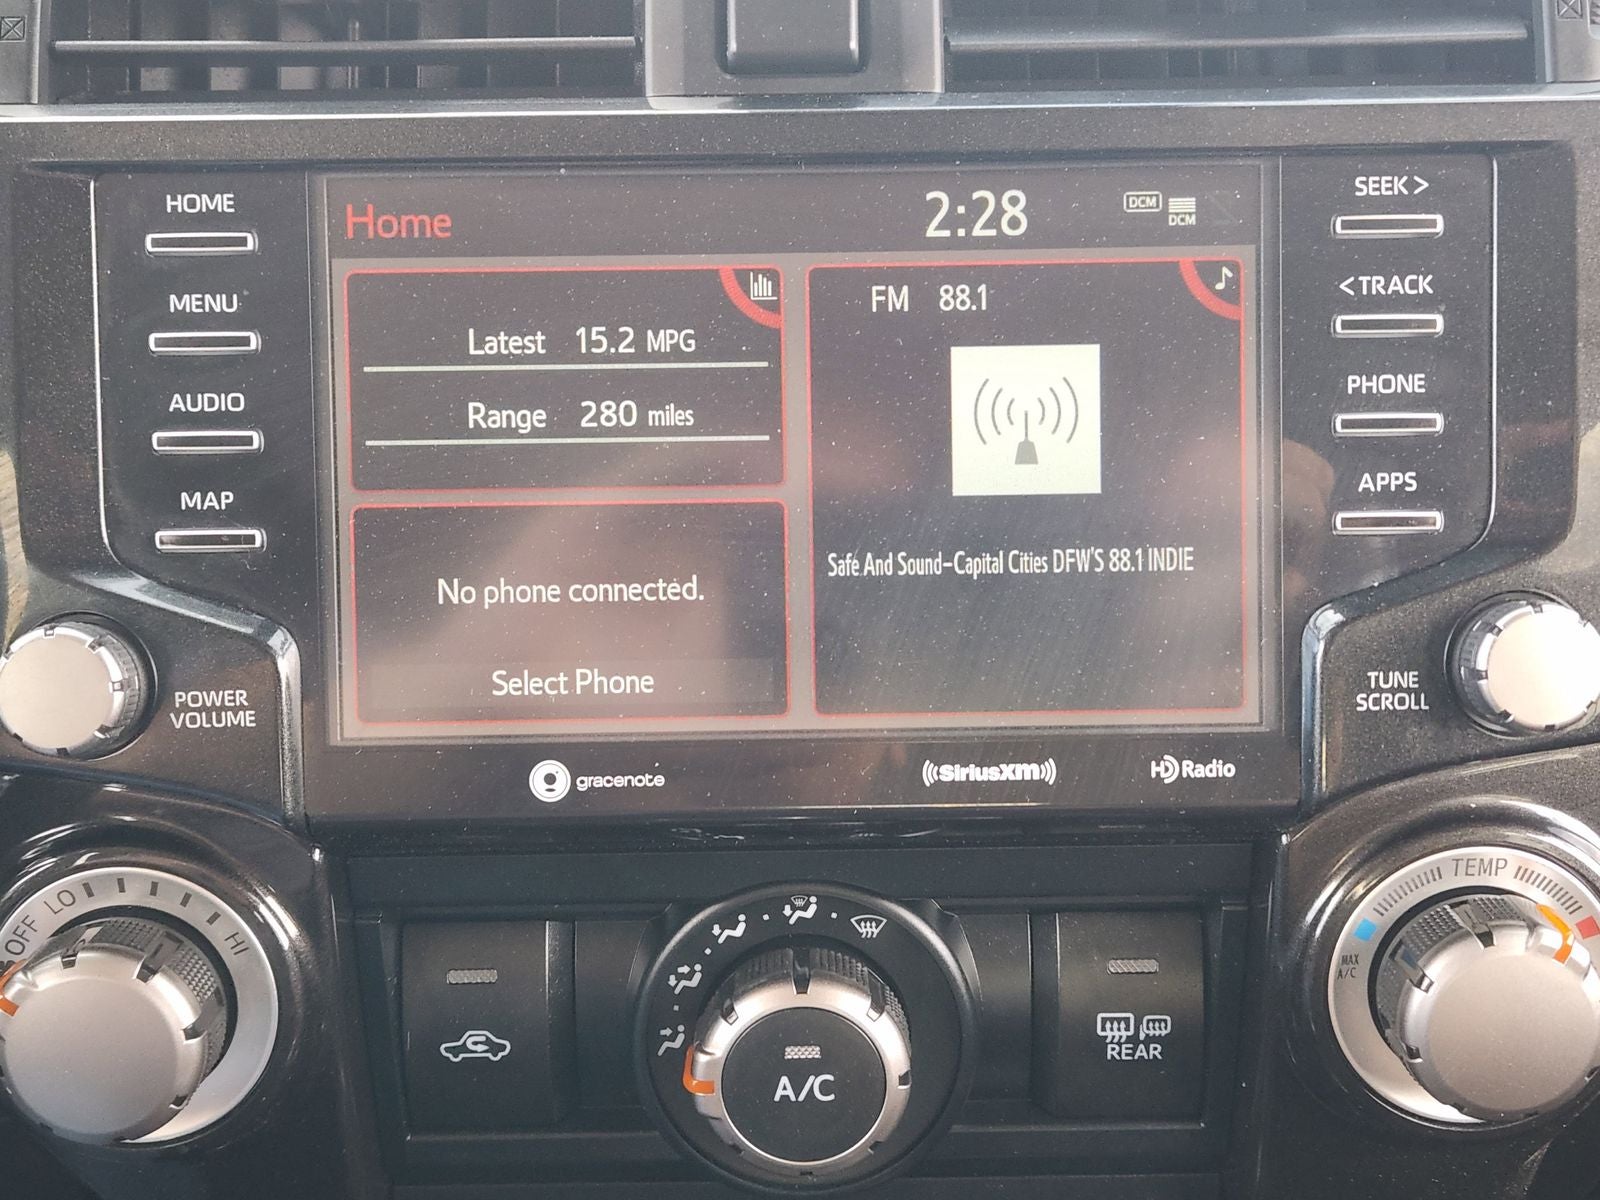 HOME
MENU
AUDIO
MAP
POWER
VOLUME
Home
2:28
DCM
DCM
Latest 15.2 MPG
Range 280 miles
No phone connected.
Select Phone
FM 88.1
Safe And Sound-Capital Cities DFW'S 88.1 INDIE
SEEK >
< TRACK
PHONE
APPS
TUNE
SCROLL
gracenote
SiriusXM
HD Radio
OFF LO HI
A/C
REAR
TEMP
MAX
A/C